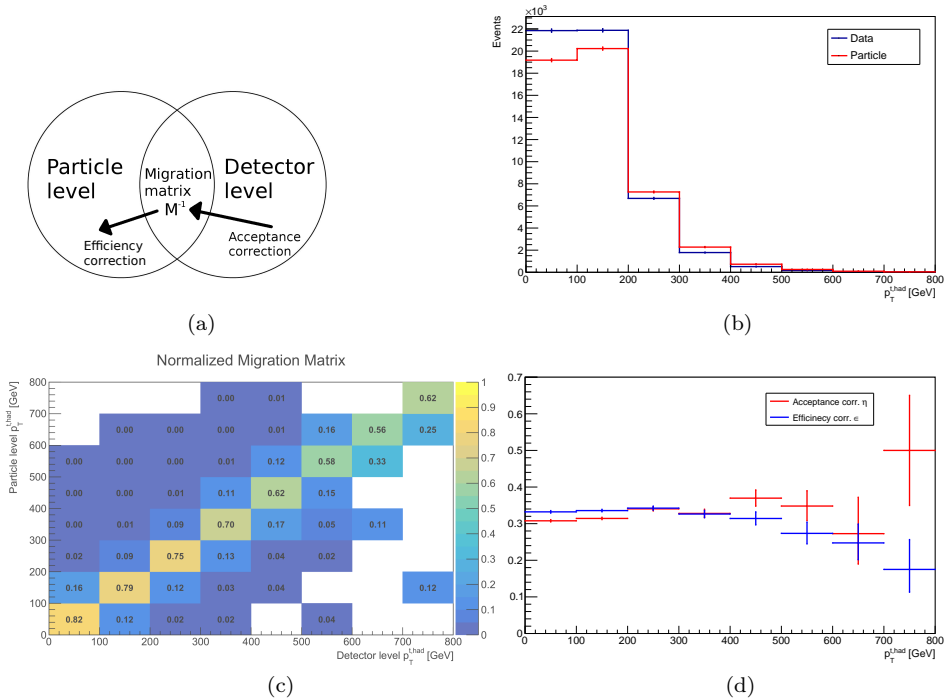 Particle
level
Detector
level
Migration
matrix
M-1
Efficiency
correction
Acceptance
correction
(a)
×10³
Events
22
20
18
16
14
12
10
8
6
4
2
0
Data
Particle
0 100 200 300 400 500 600 700 800
p_T^{t,had} [GeV]
(b)
Normalized Migration Matrix
Particle level p_T^{t,had} [GeV]
800
700 0.00 0.01 0.62
600 0.00 0.00 0.00 0.01 0.16 0.56 0.25
500 0.00 0.00 0.00 0.01 0.12 0.58 0.33
400 0.00 0.00 0.01 0.11 0.62 0.15
300 0.00 0.01 0.09 0.70 0.17 0.05 0.11
200 0.02 0.09 0.75 0.13 0.04 0.02
100 0.16 0.79 0.12 0.03 0.04 0.12
0 0.82 0.12 0.02 0.02 0.04
0 100 200 300 400 500 600 700 800
Detector level p_T^{t,had} [GeV]
1
0.9
0.8
0.7
0.6
0.5
0.4
0.3
0.2
0.1
0
(c)
0.7
0.6
0.5
0.4
0.3
0.2
0.1
0
Acceptance corr. η
Efficinecy corr. ∈
0 100 200 300 400 500 600 700 800
p_T^{t,had} [GeV]
(d)